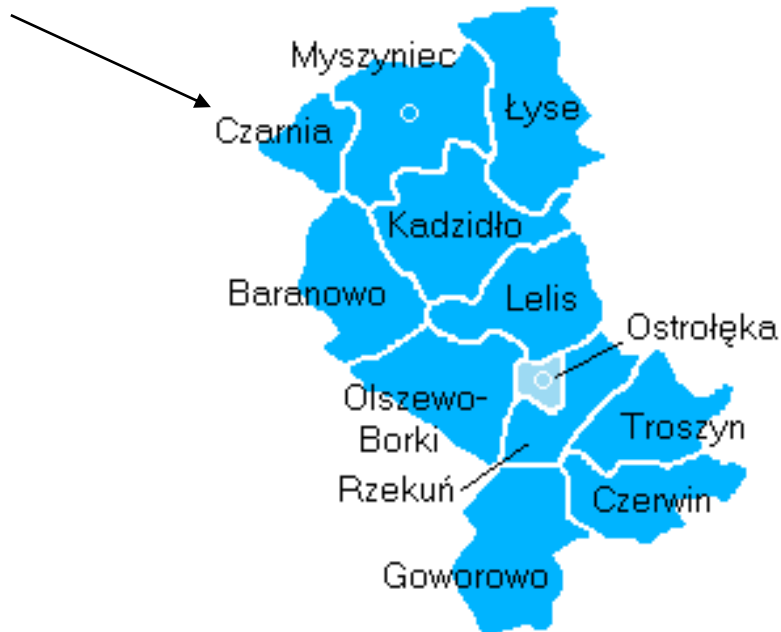 Myszyniec
Łyse
Czarnia
Kadzidło
Baranowo
Lelis
Ostrołęka
Olszewo-
Borki
Troszyn
Rzekuń
Czerwin
Goworowo